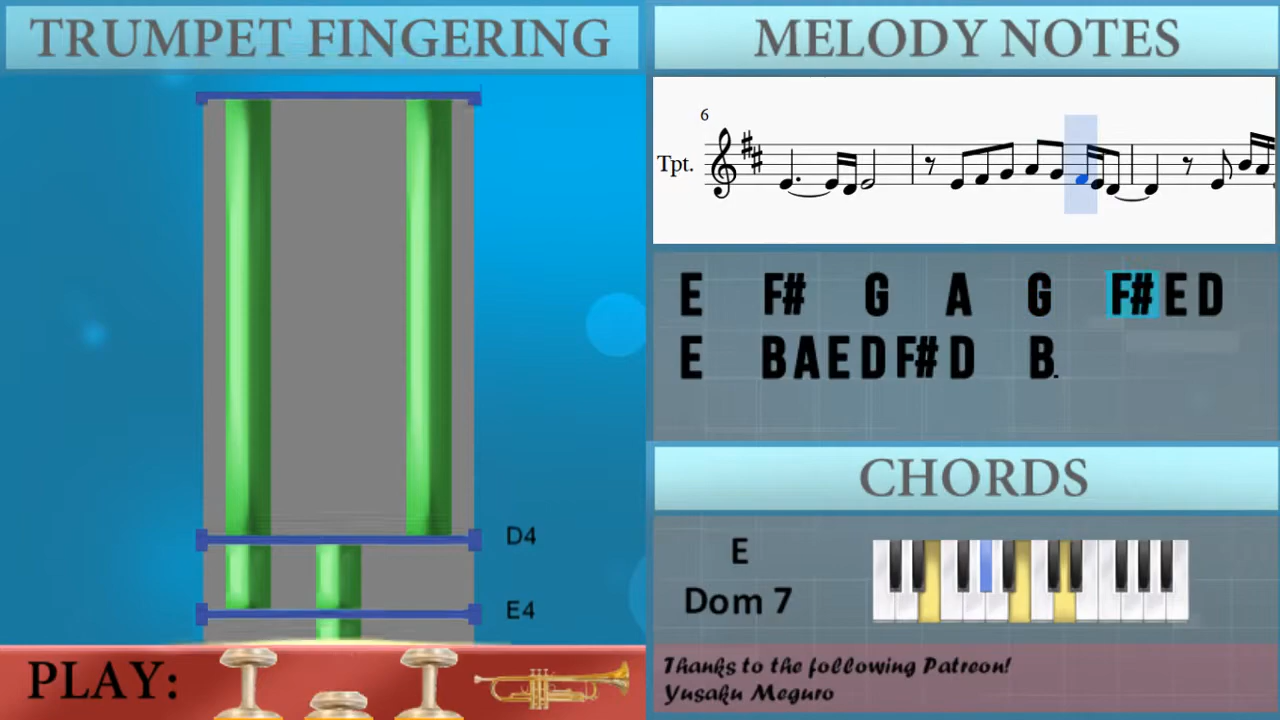 TRUMPET FINGERING
MELODY NOTES
6
Tpt.
E F# G A G F# E D
E B A E D F# D B.
D4
E4
PLAY:
CHORDS
E
Dom 7
Thanks to the following Patreon!
Yusaku Meguro